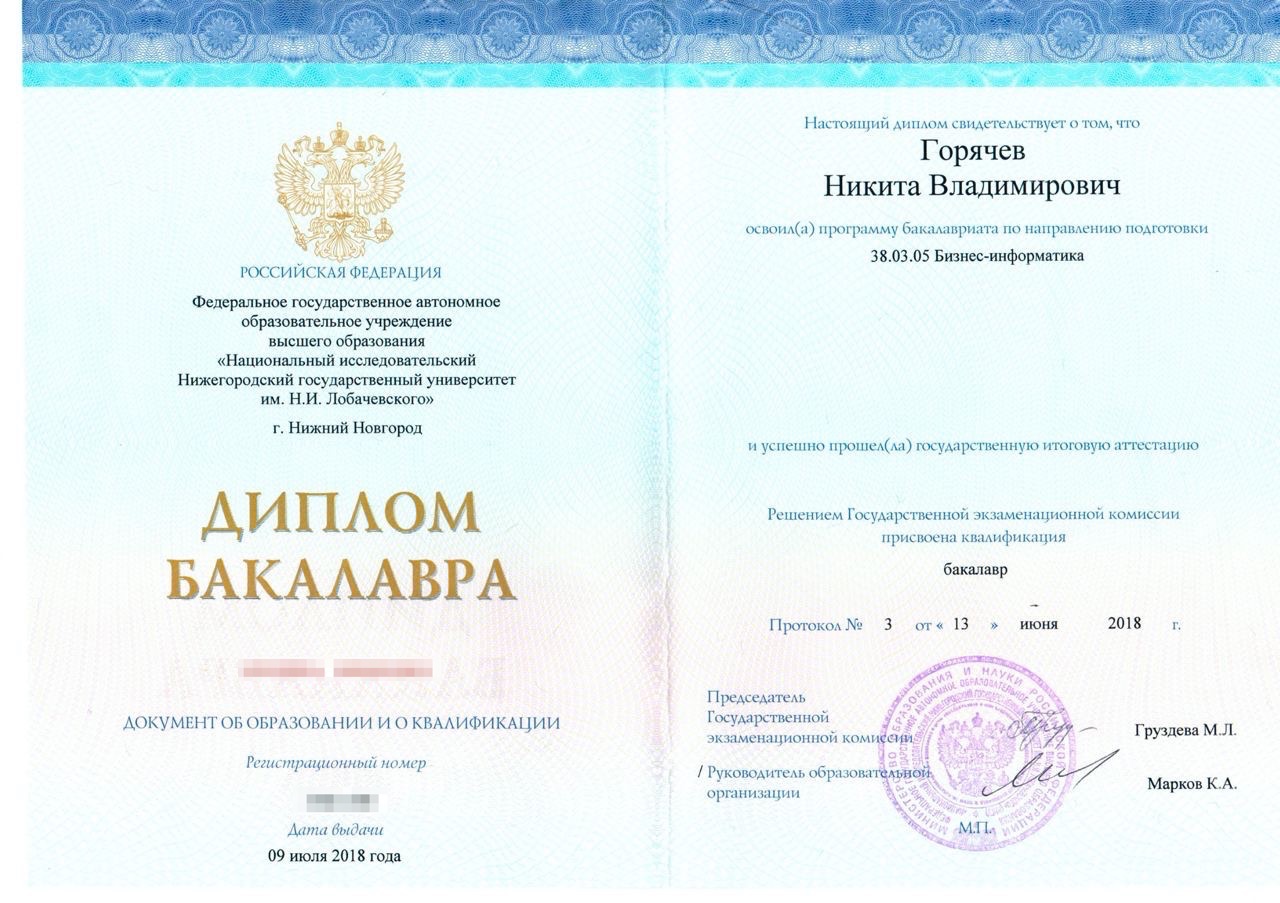 РОССИЙСКАЯ ФЕДЕРАЦИЯ
Федеральное государственное автономное
образовательное учреждение
высшего образования
«Национальный исследовательский
Нижегородский государственный университет
им. Н.И. Лобачевского»
г. Нижний Новгород
ДИПЛОМ
БАКАЛАВРА
ДОКУМЕНТ ОБ ОБРАЗОВАНИИ И О КВАЛИФИКАЦИИ
Регистрационный номер
Дата выдачи
09 июля 2018 года
Настоящий диплом свидетельствует о том, что
Горячев
Никита Владимирович
освоил(а) программу бакалавриата по направлению подготовки
38.03.05 Бизнес-информатика
и успешно прошел(ла) государственную итоговую аттестацию
Решением Государственной экзаменационной комиссии
присвоена квалификация
бакалавр
Протокол № 3 от « 13 » июня 2018 г.
Председатель
Государственной
экзаменационной комиссии
Груздева М.Л.
/ Руководитель образовательной
организации
Марков К.А.
М.П.